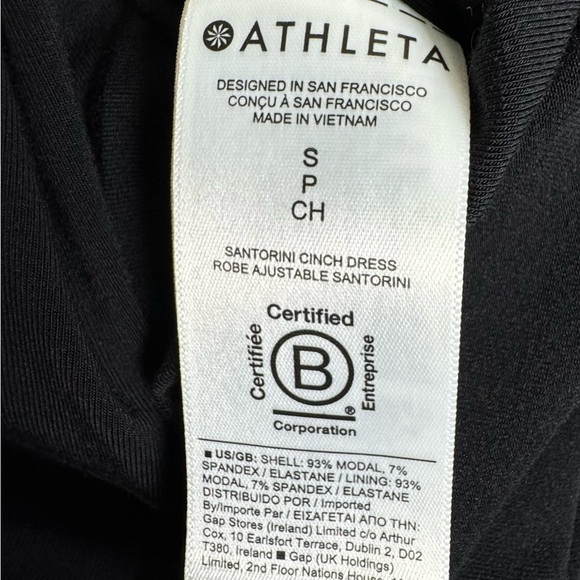 ATHLETA
DESIGNED IN SAN FRANCISCO
CONÇU À SAN FRANCISCO
MADE IN VIETNAM
S
P
CH
SANTORINI CINCH DRESS
ROBE AJUSTABLE SANTORINI
Certified
Certifiée
B
Entreprise
®
Corporation
■ US/GB: SHELL: 93% MODAL, 7%
SPANDEX / ELASTANE / LINING: 93%
MODAL, 7% SPANDEX / ELASTANE
DISTRIBUIDO POR / Imported
By/Importe Par / ΕΙΣΑΓΕΤΑΙ ΑΠΟ ΤΗΝ:
Gap Stores (Ireland) Limited c/o Arthur
Cox, 10 Earlsfort Terrace, Dublin 2, D02
T380, Ireland ■ Gap (UK Holdings)
Limited, 2nd Floor Nations House,